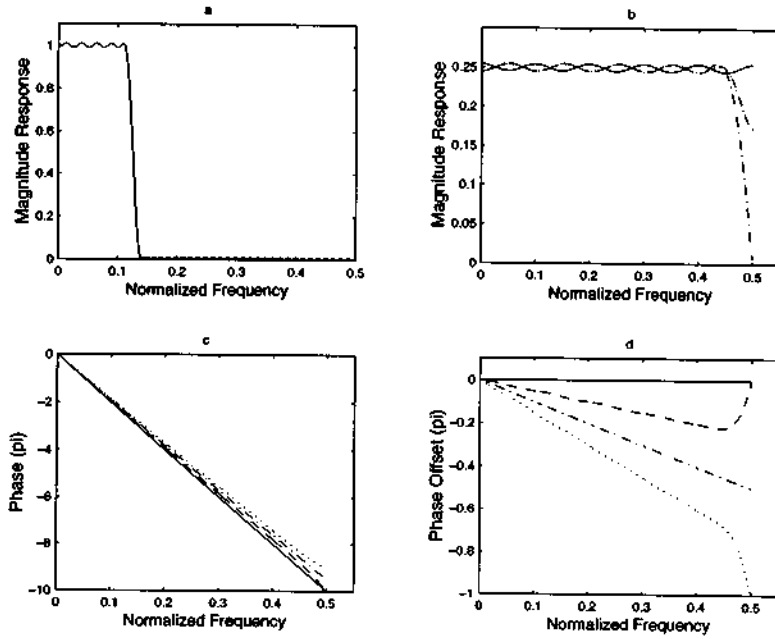 a
Magnitude Response
1
0.8
0.6
0.4
0.2
0
0 0.1 0.2 0.3 0.4 0.5
Normalized Frequency
b
Magnitude Response
0.25
0.2
0.15
0.1
0.05
0
0 0.1 0.2 0.3 0.4 0.5
Normalized Frequency
c
Phase (pi)
0
-2
-4
-6
-8
-10
0 0.1 0.2 0.3 0.4 0.5
Normalized Frequency
d
Phase Offset (pi)
0
-0.2
-0.4
-0.6
-0.8
-1
0 0.1 0.2 0.3 0.4 0.5
Normalized Frequency